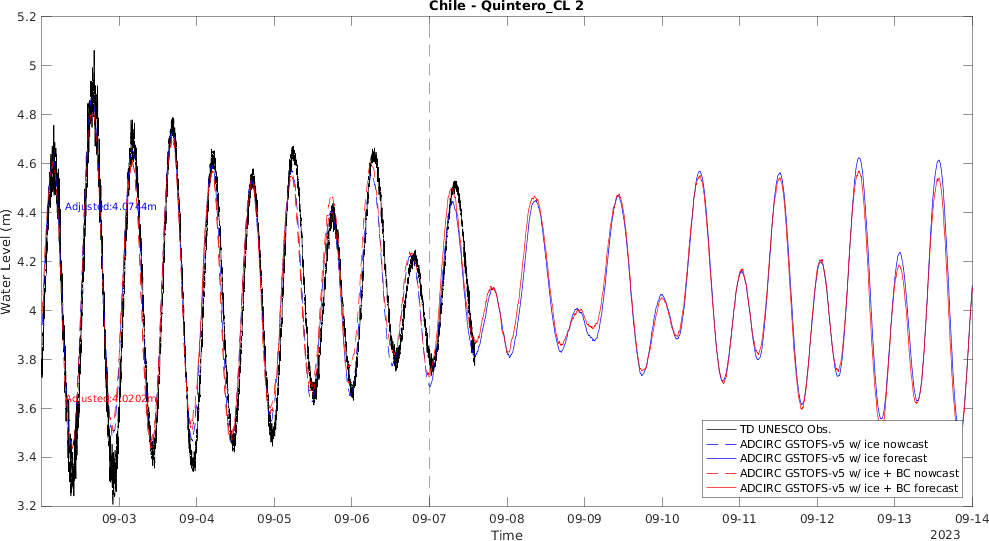 Chile - Quintero_CL 2
5.2
5
4.8
4.6
4.4
4.2
4
3.8
3.6
3.4
3.2
Water Level (m)
Adjusted:4.0744m
Adjusted:4.0202m
TD UNESCO Obs.
ADCIRC GSTOFS-v5 w/ ice nowcast
ADCIRC GSTOFS-v5 w/ ice forecast
ADCIRC GSTOFS-v5 w/ ice + BC nowcast
ADCIRC GSTOFS-v5 w/ ice + BC forecast
09-03 09-04 09-05 09-06 09-07 09-08 09-09 09-10 09-11 09-12 09-13 09-14
Time
2023